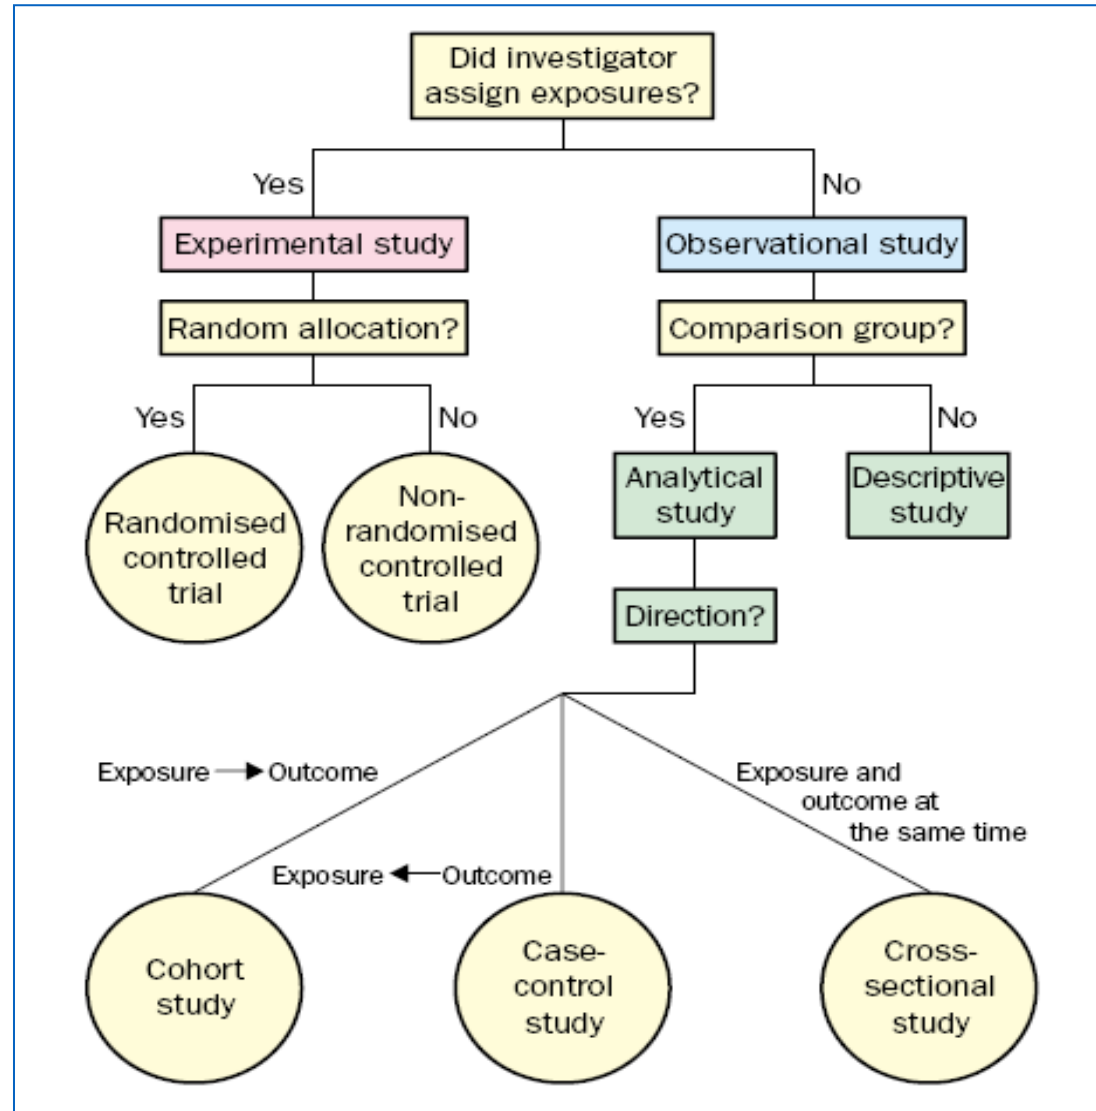 Did investigator
assign exposures?
Yes
No
Experimental study
Observational study
Random allocation?
Comparison group?
Yes
No
Yes
No
Randomised
controlled
trial
Non-
randomised
controlled
trial
Analytical
study
Descriptive
study
Direction?
Exposure → Outcome
Exposure and
outcome at
the same time
Exposure ← Outcome
Cohort
study
Case-
control
study
Cross-
sectional
study